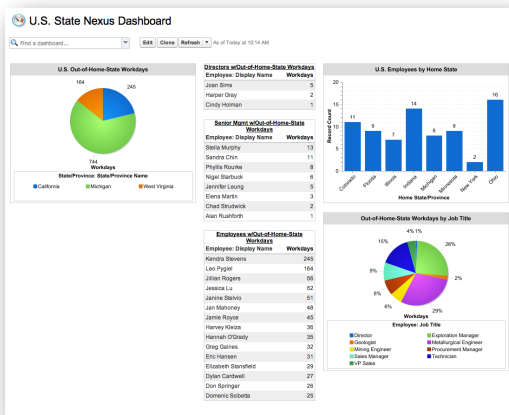 U.S. State Nexus Dashboard
Find a dashboard...
Edit Clone Refresh As of Today at 10:14 AM
U.S. Out-of-Home-State Workdays
164
245
744
Workdays
State/Province: State/Province Name
California Michigan West Virginia
Directors w/Out-of-Home-State Workdays
Employee: Display Name Workdays
Joan Sims 5
Harper Gray 2
Cindy Holman 1
Senior Mgmt w/Out-of-Home-State
Workdays
Employee: Display Name Workdays
Stella Murphy 13
Sandra Chin 11
Phyllis Rourke 8
Nigel Starbuck 6
Jennifer Leung 5
Elena Martin 3
Chad Strudwick 2
Alan Rushforth 1
Employees w/Out-of-Home-State
Workdays
Employee: Display Name Workdays
Kendra Stevens 245
Leo Pygiel 164
Jillian Rogers 56
Jessica Lu 52
Janine Stelvio 51
Jan Mahoney 48
Jamie Royce 45
Harvey Kleiza 36
Hannah O'Grady 35
Greg Gaines 32
Eric Hansen 31
Elizabeth Stansfield 29
Dylan Cardwell 27
Don Springer 26
Domenic Sobetta 25
U.S. Employees by Home State
Record Count
20
15
10
5
0
11
9
7
14
8
9
2
16
Colorado
Florida
Illinois
Indiana
Michigan
Minnesota
New York
Ohio
Home State/Province
Out-of-Home-State Workdays by Job Title
4% 1%
15%
26%
9%
2%
6%
6%
29%
Workdays
Employee: Job Title
Director Exploration Manager
Geologist Metallurgical Engineer
Mining Engineer Procurement Manager
Sales Manager Technician
VP Sales